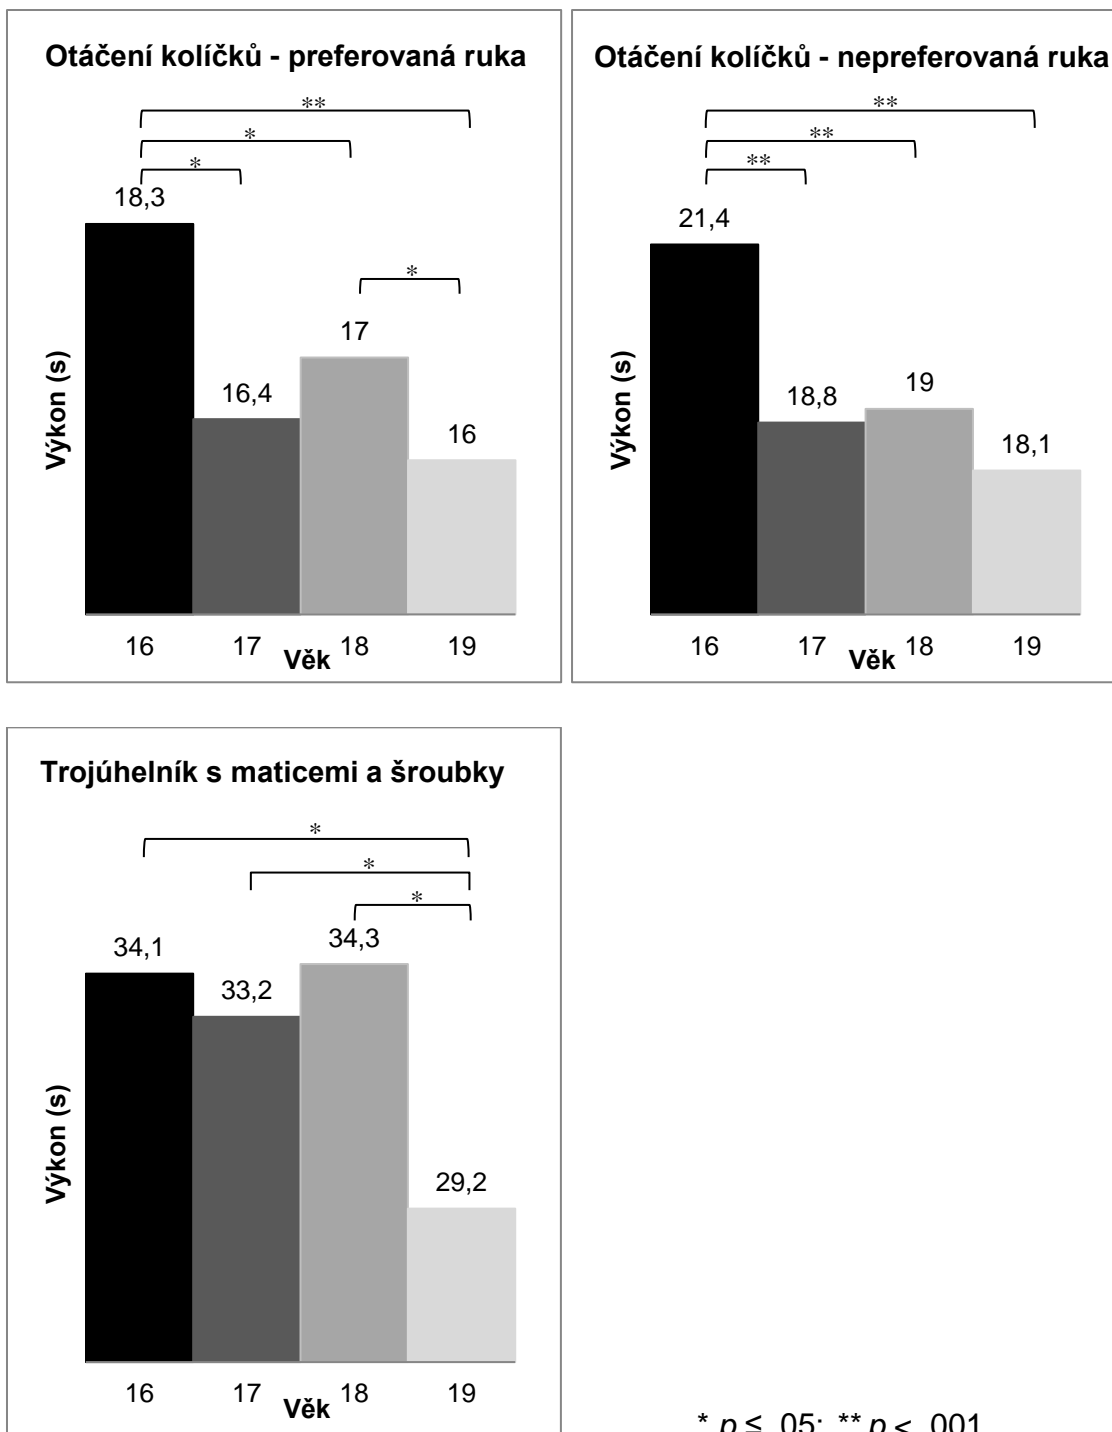 Otáčení kolíčků - preferovaná ruka
**
*
*
18,3
*
17
16,4
16
Výkon (s)
16 17 18 19
Věk
Otáčení kolíčků - nepreferovaná ruka
**
**
**
21,4
19
18,8
18,1
Výkon (s)
16 17 18 19
Věk
Trojúhelník s maticemi a šroubky
*
*
*
34,1
34,3
33,2
29,2
Výkon (s)
16 17 18 19
Věk
* p ≤ .05; ** p < .001